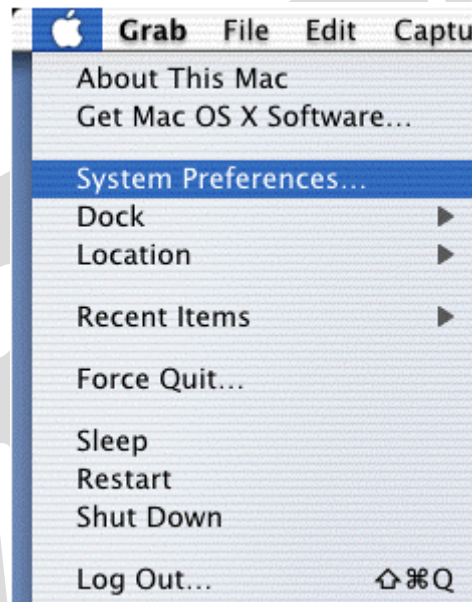 Grab File Edit Captu
About This Mac
Get Mac OS X Software...
System Preferences...
Dock
Location
Recent Items
Force Quit...
Sleep
Restart
Shut Down
Log Out... ⇧⌘Q